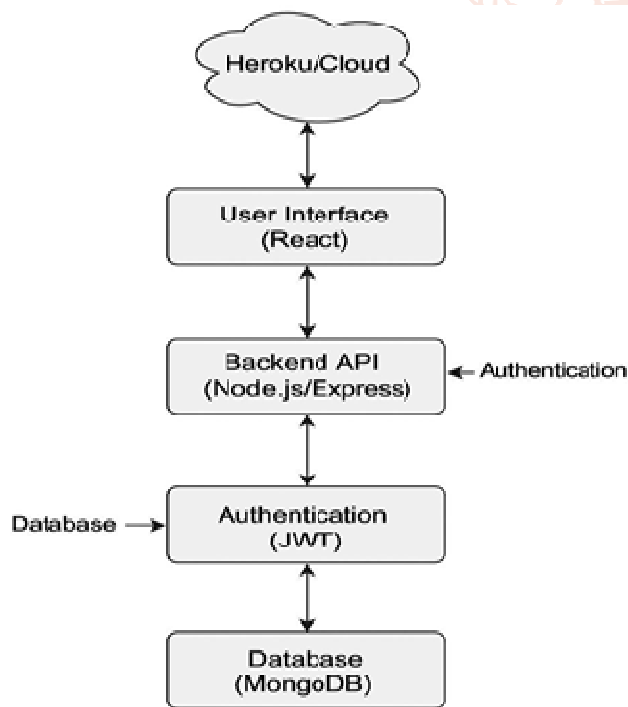 Heroku/Cloud
User Interface
(React)
Backend API
(Node.js/Express)
Authentication
Authentication
(JWT)
Database
Database
(MongoDB)